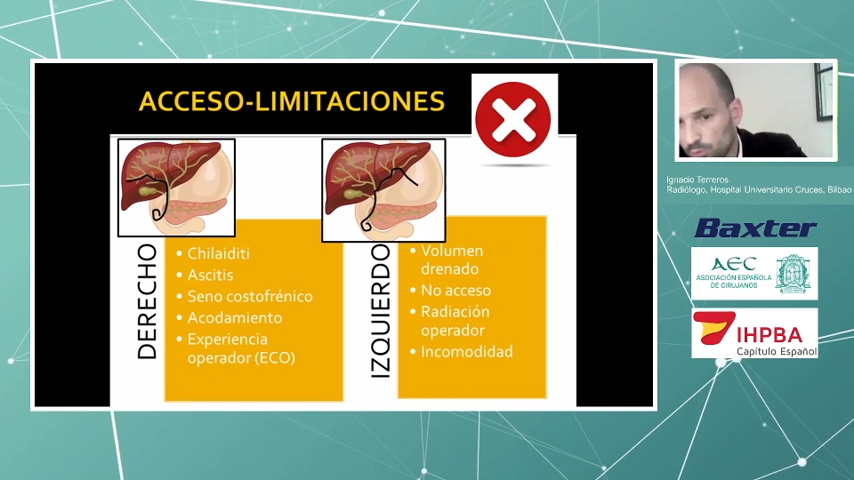 ACCESO-LIMITACIONES
DERECHO
• Chilaiditi
• Ascitis
• Seno costofrénico
• Acodamiento
• Experiencia
operador (ECO)
IZQUIERDO
• Volumen
drenado
• No acceso
• Radiación
operador
• Incomodidad
Ignacio Terreros
Radiólogo, Hospital Universitario Cruces, Bilbao
Baxter
AEC
ASOCIACIÓN ESPAÑOLA
DE CIRUJANOS
IHPBA
Capítulo Español